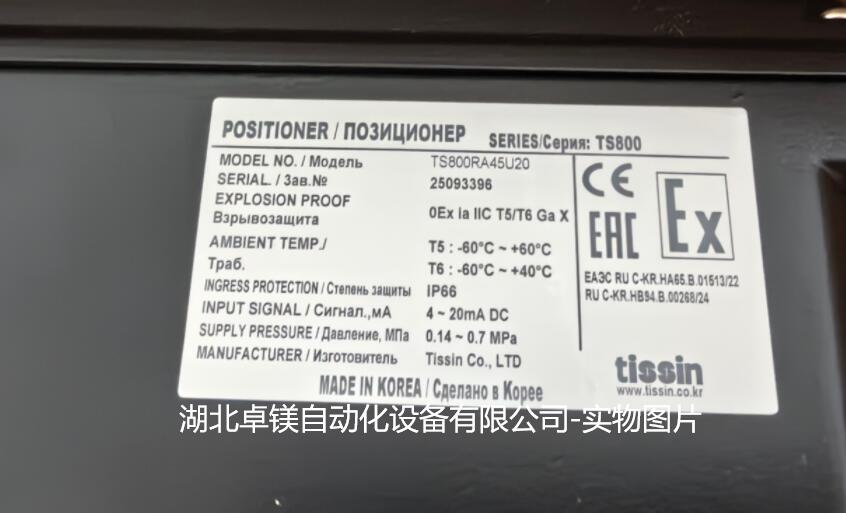 POSITIONER / ПОЗИЦИОНЕР SERIES/Серия: TS800
MODEL NO. / Модель TS800RA45U20
SERIAL. / Зав.№ 25093396
EXPLOSION PROOF
Взрывозащита 0Ex ia IIC T5/T6 Ga X
AMBIENT TEMP./ T5 : -60°C ~ +60°C
Tраб. T6 : -60°C ~ +40°C
INGRESS PROTECTION / Степень защиты IP66
INPUT SIGNAL / Сигнал.,мА 4 ~ 20mA DC
SUPPLY PRESSURE / Давление, МПа 0.14 ~ 0.7 MPa
MANUFACTURER / Изготовитель Tissin Co., LTD
MADE IN KOREA / Сделано в Корее
CE
EAC
Ex
ЕАЭС RU C-KR.HA65.B.01513/22
RU C-KR.HB94.B.00268/24
tissin
www.tissin.co.kr
湖北卓镁自动化设备有限公司-实物图片